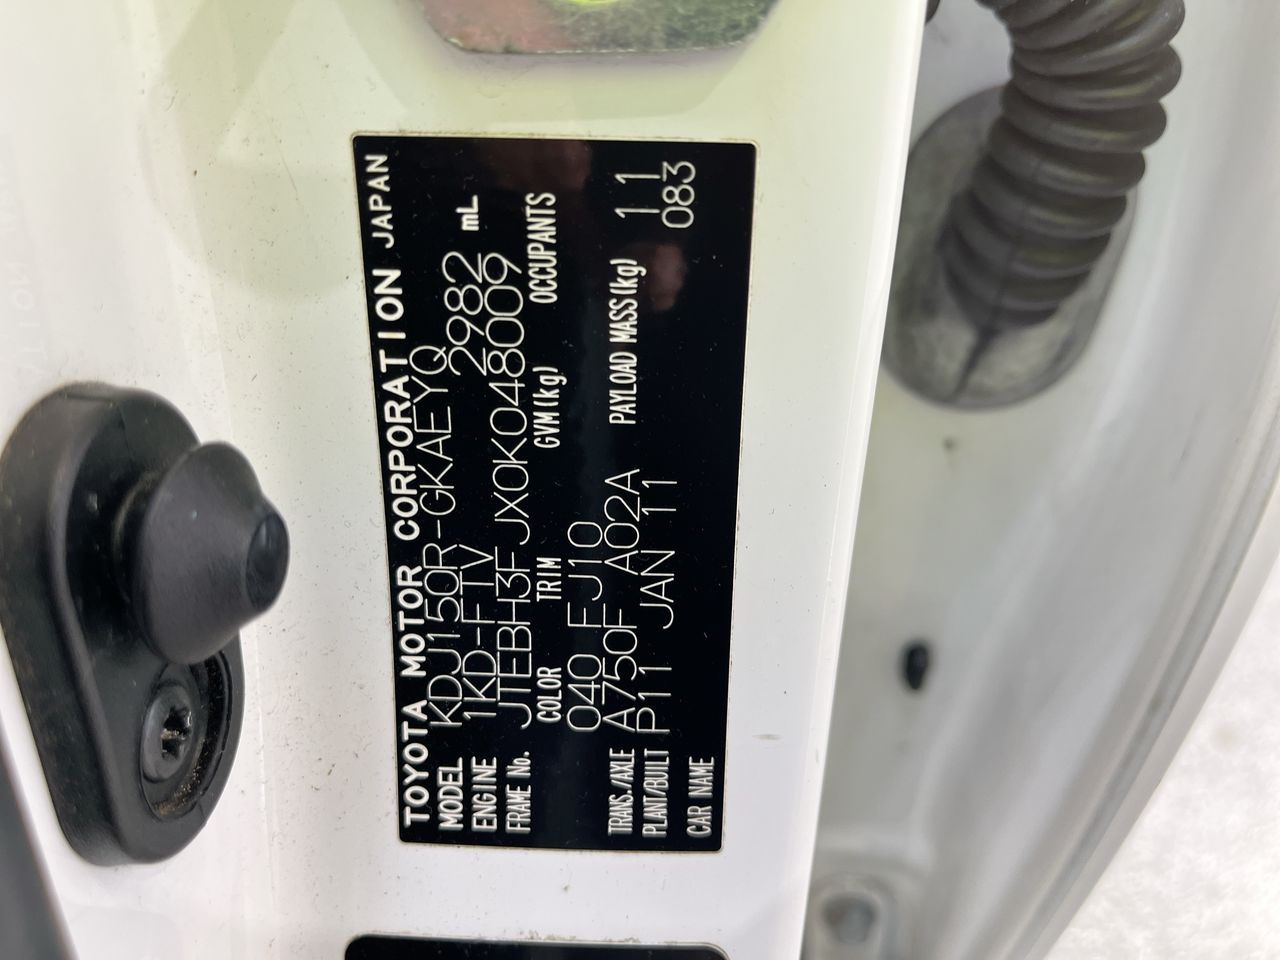 TOYOTA MOTOR CORPORATION JAPAN
MODEL KDJ150R-GKAEYQ
ENGINE 1KD-FTV 2982 mL
FRAME No. JTEBH3FJX0K048009
COLOR TRIM GVM(kg) OCCUPANTS
040 FJ10
TRANS./AXLE A750F A02A PAYLOAD MASS(kg) 11
PLANT/BUILT P11 JAN 11 083
CAR NAME